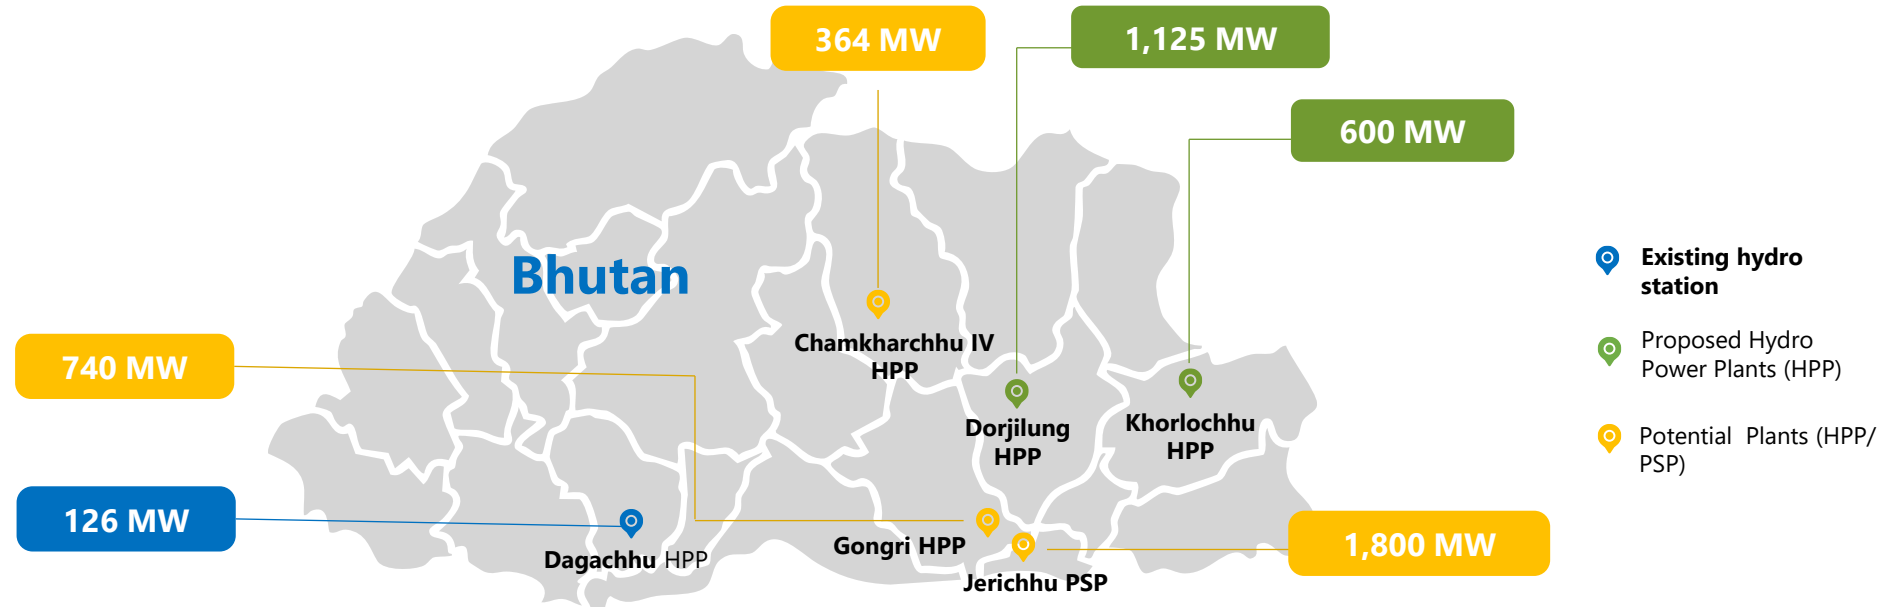 364 MW
1,125 MW
600 MW
Bhutan
Existing hydro
station
Chamkharchhu IV
HPP
Proposed Hydro
Power Plants (HPP)
740 MW
Dorjilung
HPP
Khorlochhu
HPP
Potential Plants (HPP/
PSP)
126 MW
Dagachhu HPP
Gongri HPP
Jerichhu PSP
1,800 MW